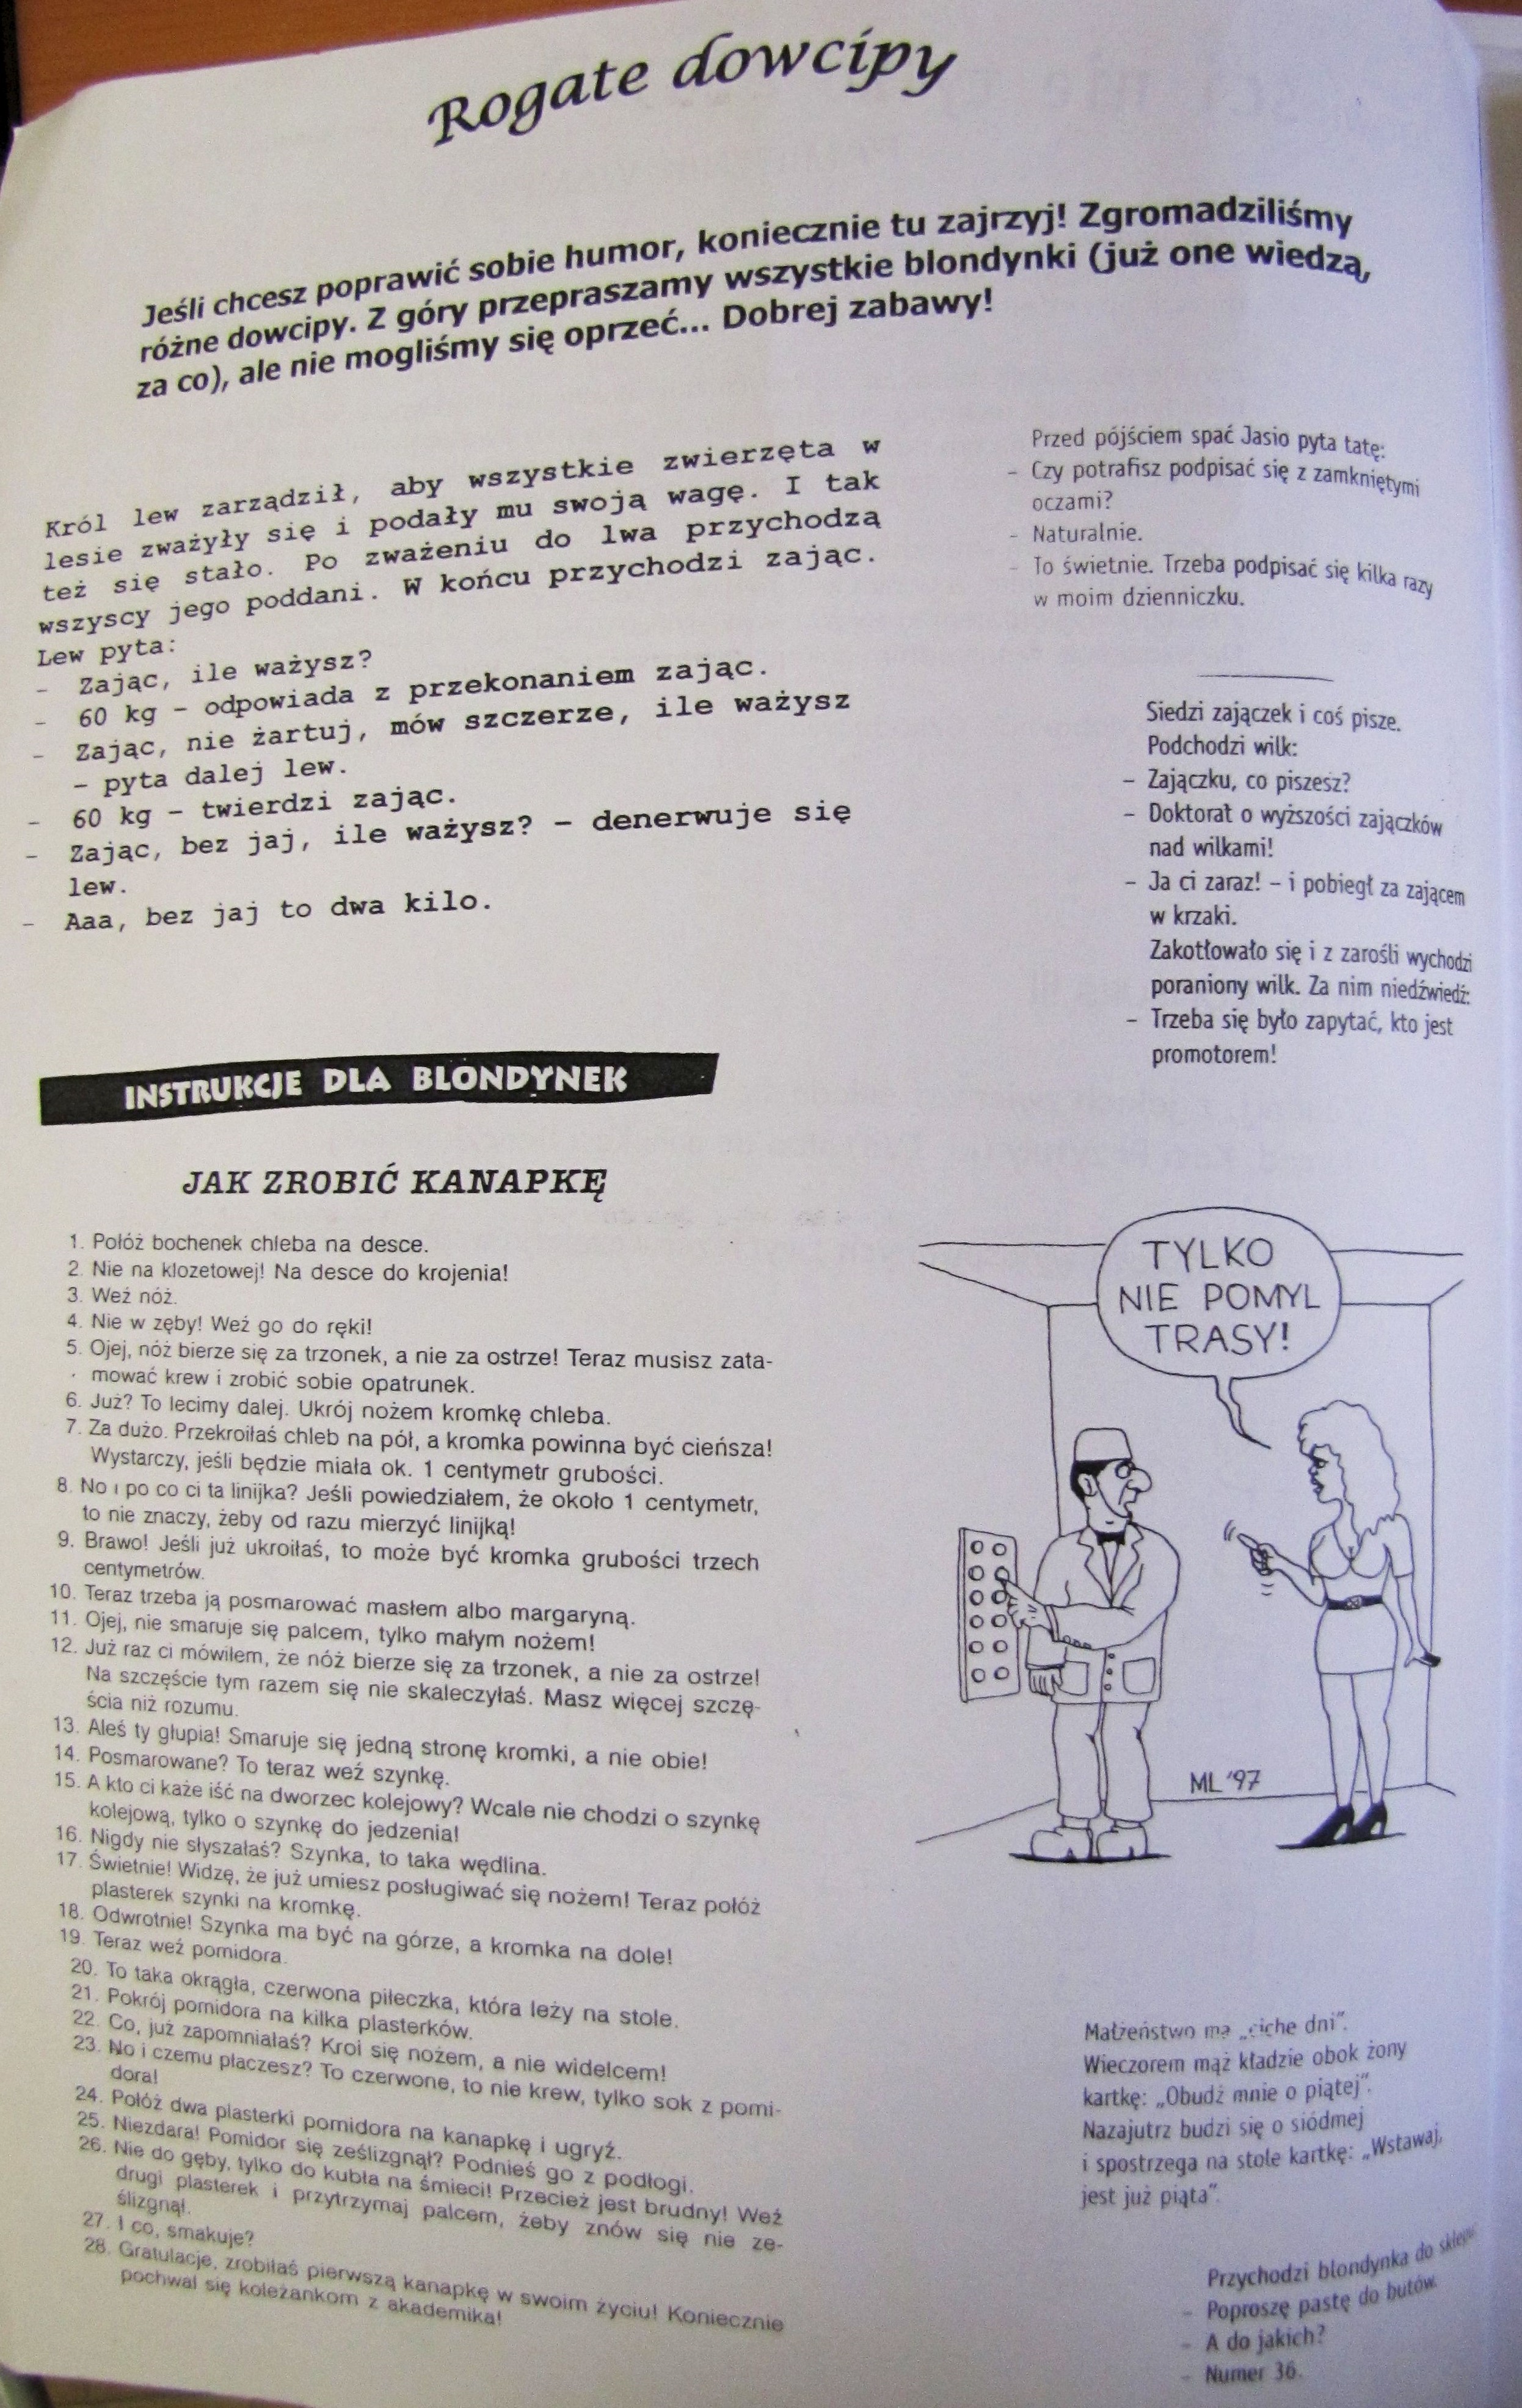 Rogate dowcipy
Jeśli chcesz poprawić sobie humor, koniecznie tu zajrzyj! Zgromadziliśmy
różne dowcipy. Z góry przepraszamy wszystkie blondynki (już one wiedzą,
za co), ale nie mogliśmy się oprzeć... Dobrej zabawy!
Król lew zarządził, aby wszystkie zwierzęta w
lesie zważyły się i podały mu swoją wagę. I tak
też się stało. Po zważeniu do lwa przychodzą
wszyscy jego poddani. W końcu przychodzi zając.
Lew pyta:
- Zając, ile ważysz?
- 60 kg - odpowiada z przekonaniem zając.
- Zając, nie żartuj, mów szczerze, ile ważysz
- pyta dalej lew.
- 60 kg - twierdzi zając.
- Zając, bez jaj, ile ważysz? - denerwuje się
lew.
- Aaa, bez jaj to dwa kilo.
INSTRUKCJE DLA BLONDYNEK
JAK ZROBIĆ KANAPKĘ
1. Połóż bochenek chleba na desce.
2. Nie na klozetowej! Na desce do krojenia!
3. Weź nóż.
4. Nie w zęby! Weź go do ręki!
5. Ojej, nóż bierze się za trzonek, a nie za ostrze! Teraz musisz zata-
mować krew i zrobić sobie opatrunek.
6. Już? To lecimy dalej. Ukrój nożem kromkę chleba.
7. Za dużo. Przekroiłaś chleb na pół, a kromka powinna być cieńsza!
Wystarczy, jeśli będzie miała ok. 1 centymetr grubości.
8. No i po co ci ta linijka? Jeśli powiedziałem, że około 1 centymetr,
to nie znaczy, żeby od razu mierzyć linijką!
9. Brawo! Jeśli już ukroiłaś, to może być kromka grubości trzech
centymetrów.
10. Teraz trzeba ją posmarować masłem albo margaryną.
11. Ojej, nie smaruje się palcem, tylko małym nożem!
12. Już raz ci mówiłem, że nóż bierze się za trzonek, a nie za ostrze!
Na szczęście tym razem się nie skaleczyłaś. Masz więcej szczę-
ścia niż rozumu.
13. Aleś ty głupia! Smaruje się jedną stronę kromki, a nie obie!
14. Posmarowane? To teraz weź szynkę.
15. A kto ci każe iść na dworzec kolejowy? Wcale nie chodzi o szynkę
kolejową, tylko o szynkę do jedzenia!
16. Nigdy nie słyszałaś? Szynka, to taka wędlina.
17. Świetnie! Widzę, że już umiesz posługiwać się nożem! Teraz połóż
plasterek szynki na kromkę.
18. Odwrotnie! Szynka ma być na górze, a kromka na dole!
19. Teraz weź pomidora.
20. To taka okrągła, czerwona piłeczka, która leży na stole.
21. Pokrój pomidora na kilka plasterków.
22. Co, już zapomniałaś? Kroi się nożem, a nie widelcem!
23. No i czemu płaczesz? To czerwone, to nie krew, tylko sok z pomi-
dora!
24. Połóż dwa plasterki pomidora na kanapkę i ugryź.
25. Niezdara! Pomidor się ześlizgnął? Podnieś go z podłogi.
26. Nie do gęby, tylko do kubła na śmieci! Przecież jest brudny! Weź
drugi plasterek i przytrzymaj palcem, żeby znów się nie ze-
ślizgnął.
27. I co, smakuje?
28. Gratulacje, zrobiłaś pierwszą kanapkę w swoim życiu! Koniecznie
pochwal się koleżankom z akademika!
Przed pójściem spać Jasio pyta tatę:
- Czy potrafisz podpisać się z zamkniętymi
oczami?
- Naturalnie.
- To świetnie. Trzeba podpisać się kilka razy
w moim dzienniczku.
Siedzi zajączek i coś pisze.
Podchodzi wilk:
- Zajączku, co piszesz?
- Doktorat o wyższości zajączków
nad wilkami!
- Ja ci zaraz! - i pobiegł za zającem
w krzaki.
Zakotłowało się i z zarośli wychodzi
poraniony wilk. Za nim niedźwiedź:
- Trzeba się było zapytać, kto jest
promotorem!
TYLKO
NIE POMYL
TRASY!
ML '97
Małżeństwo ma „ciche dni”.
Wieczorem mąż kładzie obok żony
kartkę: „Obudź mnie o piątej”.
Nazajutrz budzi się o siódmej
i spostrzega na stole kartkę: „Wstawaj,
jest już piąta”.
Przychodzi blondynka do sklepu
- Poproszę pastę do butów.
- A do jakich?
- Numer 36.